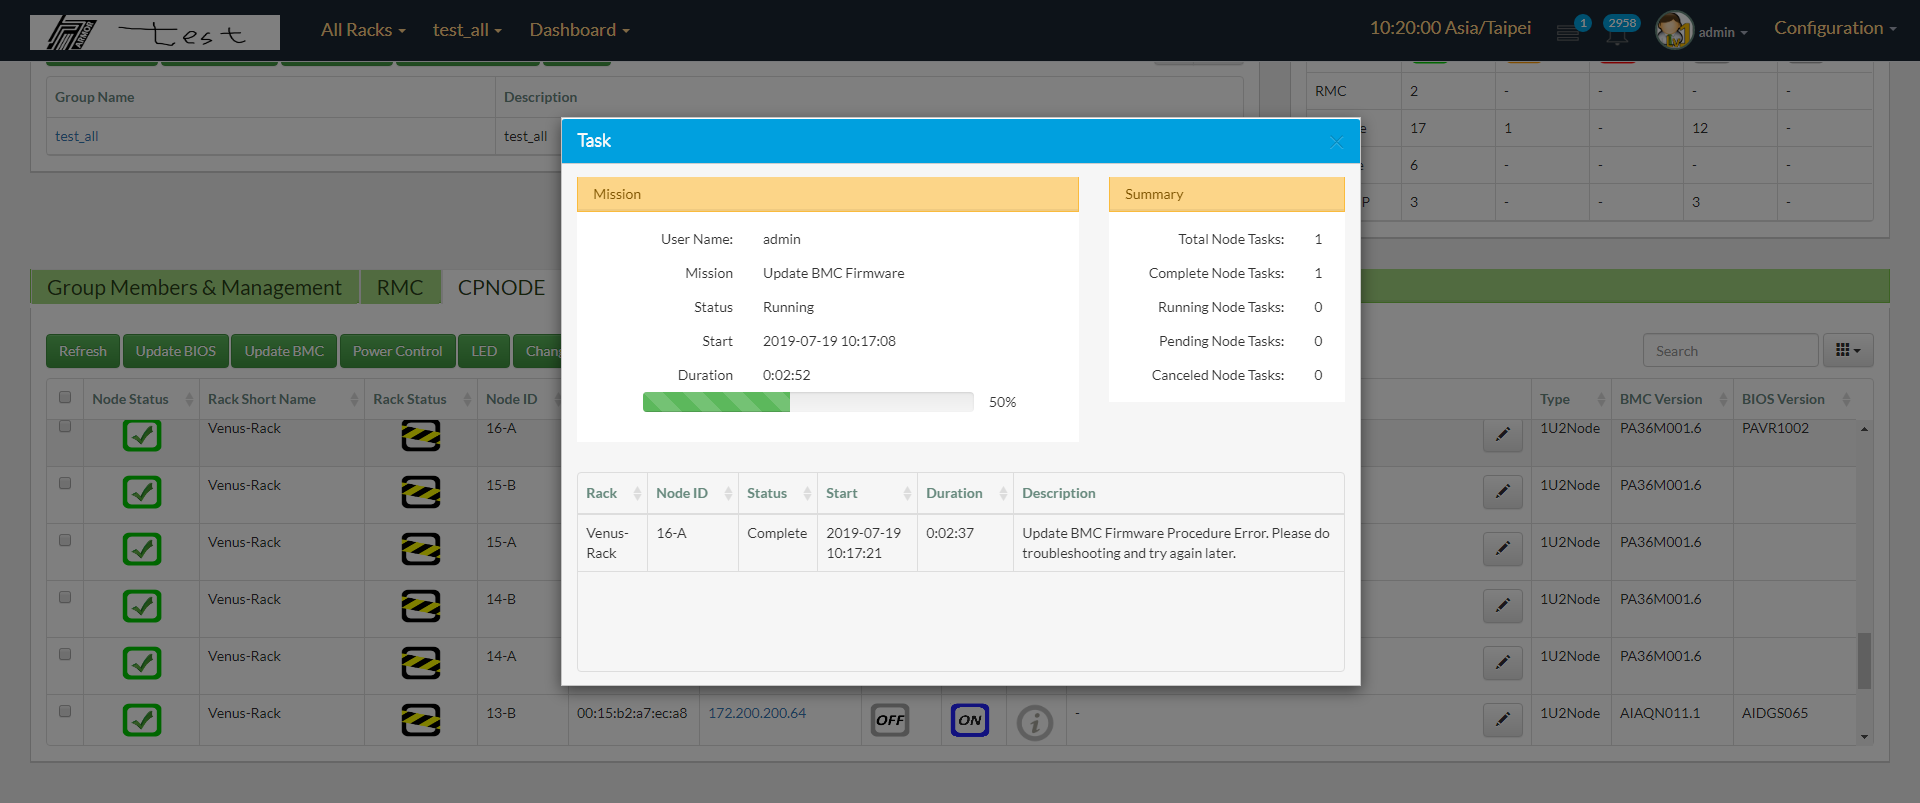 ARMOR test
All Racks test_all Dashboard 10:20:00 Asia/Taipei 1 2958 admin Configuration
Group Name Description
test_all test_all
RMC 2 - - - -
e 17 1 - 12 -
e 6 - - - -
P 3 - - 3 -
Task
Mission
User Name: admin
Mission Update BMC Firmware
Status Running
Start 2019-07-19 10:17:08
Duration 0:02:52
50%
Summary
Total Node Tasks: 1
Complete Node Tasks: 1
Running Node Tasks: 0
Pending Node Tasks: 0
Canceled Node Tasks: 0
Rack Node ID Status Start Duration Description
Venus-Rack 16-A Complete 2019-07-19 10:17:21 0:02:37 Update BMC Firmware Procedure Error. Please do
troubleshooting and try again later.
Group Members & Management RMC CPNODE
Refresh Update BIOS Update BMC Power Control LED Chan Search
Node Status Rack Short Name Rack Status Node ID Type BMC Version BIOS Version
Venus-Rack 16-A 1U2Node PA36M001.6 PAVR1002
Venus-Rack 15-B 1U2Node PA36M001.6
Venus-Rack 15-A 1U2Node PA36M001.6
Venus-Rack 14-B 1U2Node PA36M001.6
Venus-Rack 14-A 1U2Node PA36M001.6
Venus-Rack 13-B 00:15:b2:a7:ec:a8 172.200.200.64 OFF ON i - 1U2Node AIAQN011.1 AIDGS065